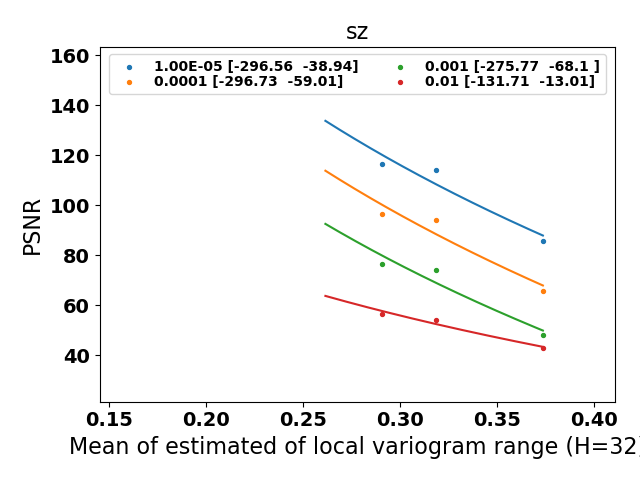 sz
1.00E-05 [-296.56  -38.94]
0.0001 [-296.73  -59.01]
0.001 [-275.77  -68.1 ]
0.01 [-131.71  -13.01]
PSNR
160
140
120
100
80
60
40
0.15 0.20 0.25 0.30 0.35 0.40
Mean of estimated of local variogram range (H=32)